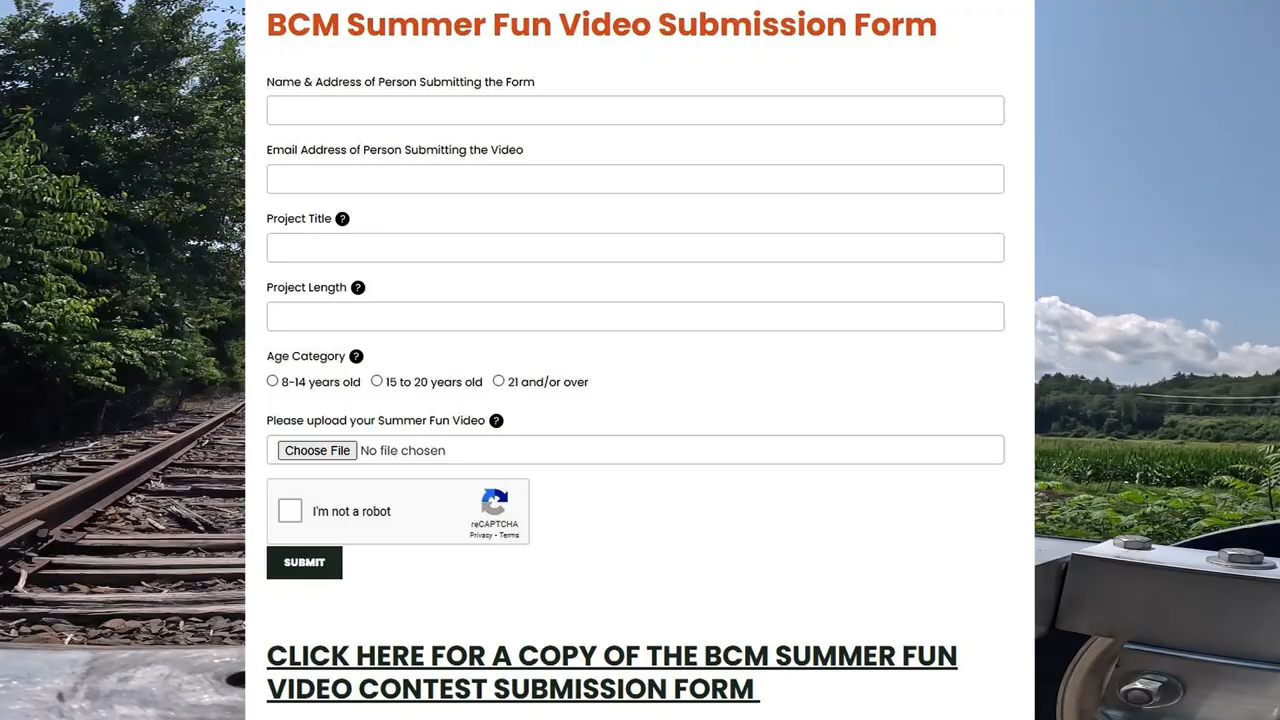 BCM Summer Fun Video Submission Form
Name & Address of Person Submitting the Form
Email Address of Person Submitting the Video
Project Title ?
Project Length ?
Age Category ?
8-14 years old 15 to 20 years old 21 and/or over
Please upload your Summer Fun Video ?
Choose File No file chosen
I'm not a robot
reCAPTCHA
Privacy - Terms
SUBMIT
CLICK HERE FOR A COPY OF THE BCM SUMMER FUN
VIDEO CONTEST SUBMISSION FORM